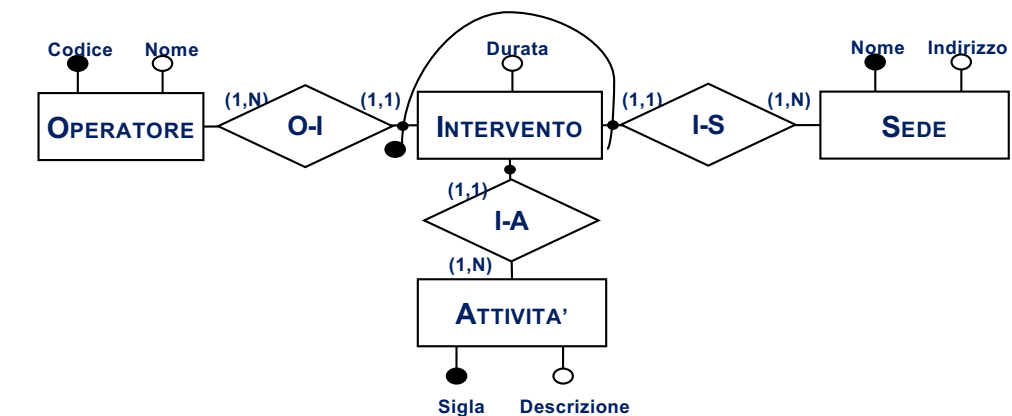 Codice Nome Durata Nome Indirizzo
(1,N) (1,1) (1,1) (1,N)
OPERATORE O-I INTERVENTO I-S SEDE
(1,1)
I-A
(1,N)
ATTIVITA’
Sigla Descrizione